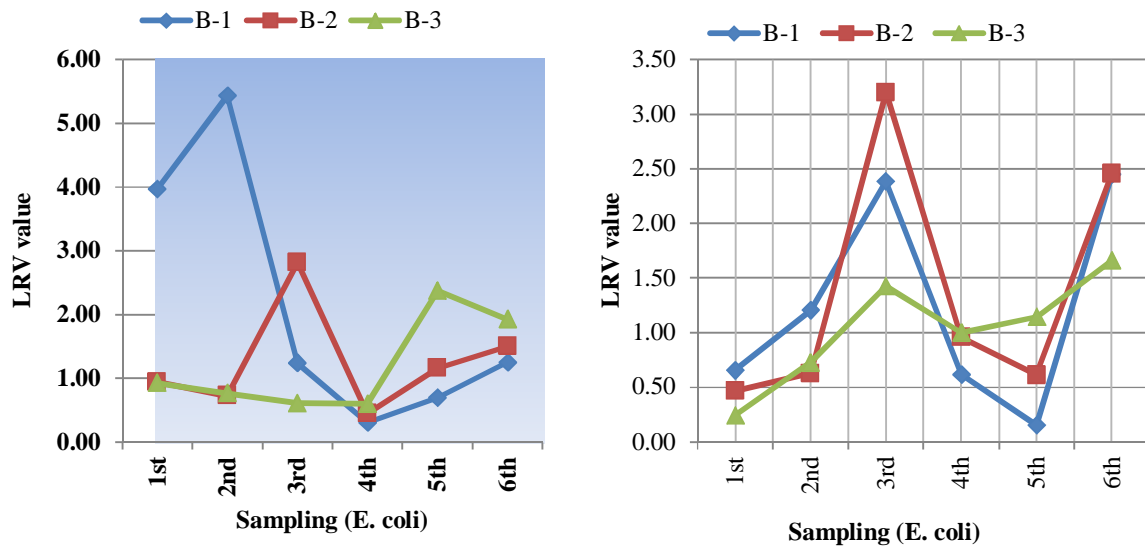 B-1 B-2 B-3
6.00
5.00
4.00
3.00
2.00
1.00
0.00
LRV value
1st 2nd 3rd 4th 5th 6th
Sampling (E. coli)
B-1 B-2 B-3
3.50
3.00
2.50
2.00
1.50
1.00
0.50
0.00
LRV value
1st 2nd 3rd 4th 5th 6th
Sampling (E. coli)